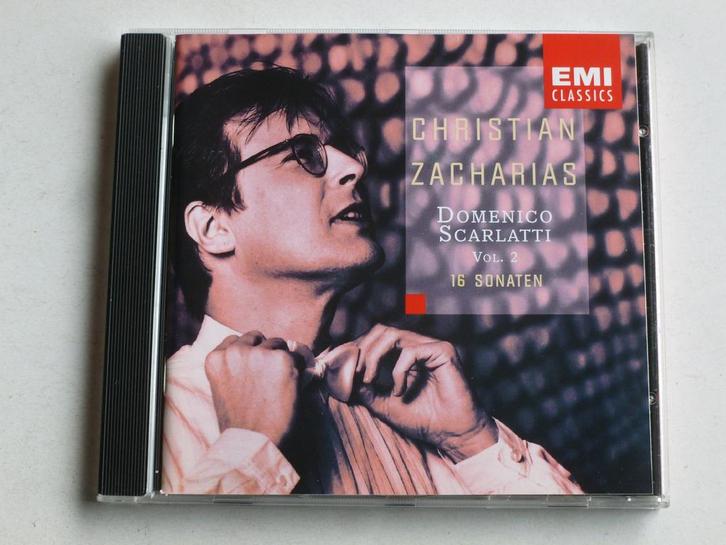 EMI
CLASSICS
CHRISTIAN
ZACHARIAS
DOMENICO
SCARLATTI
VOL. 2
16 SONATEN